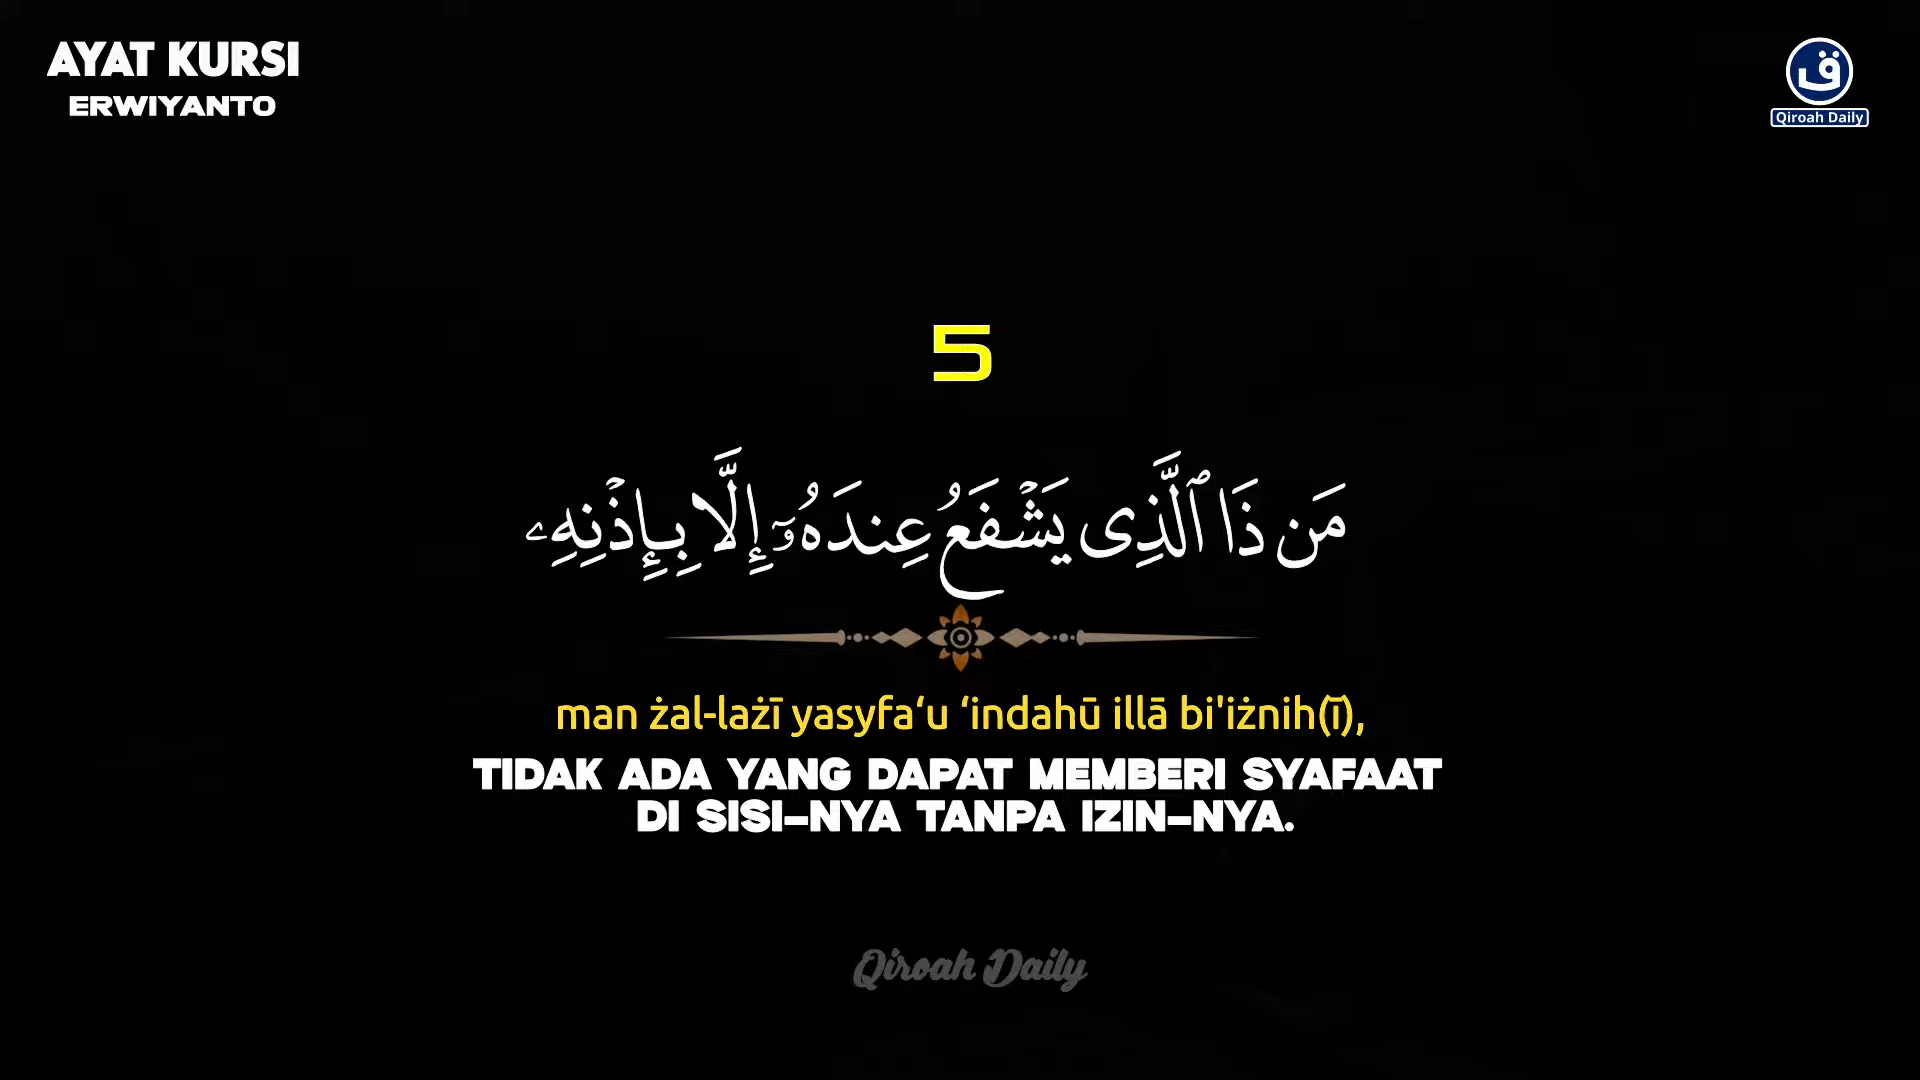 AYAT KURSI
ERWIYANTO
ق
Qiroah Daily
5
مَن ذَا ٱلَّذِى يَشْفَعُ عِندَهُۥٓ إِلَّا بِإِذْنِهِۦ
man żal-lażī yasyfa‘u ‘indahū illā bi'iżnih(ī),
TIDAK ADA YANG DAPAT MEMBERI SYAFAAT
DI SISI-NYA TANPA IZIN-NYA.
Qiroah Daily